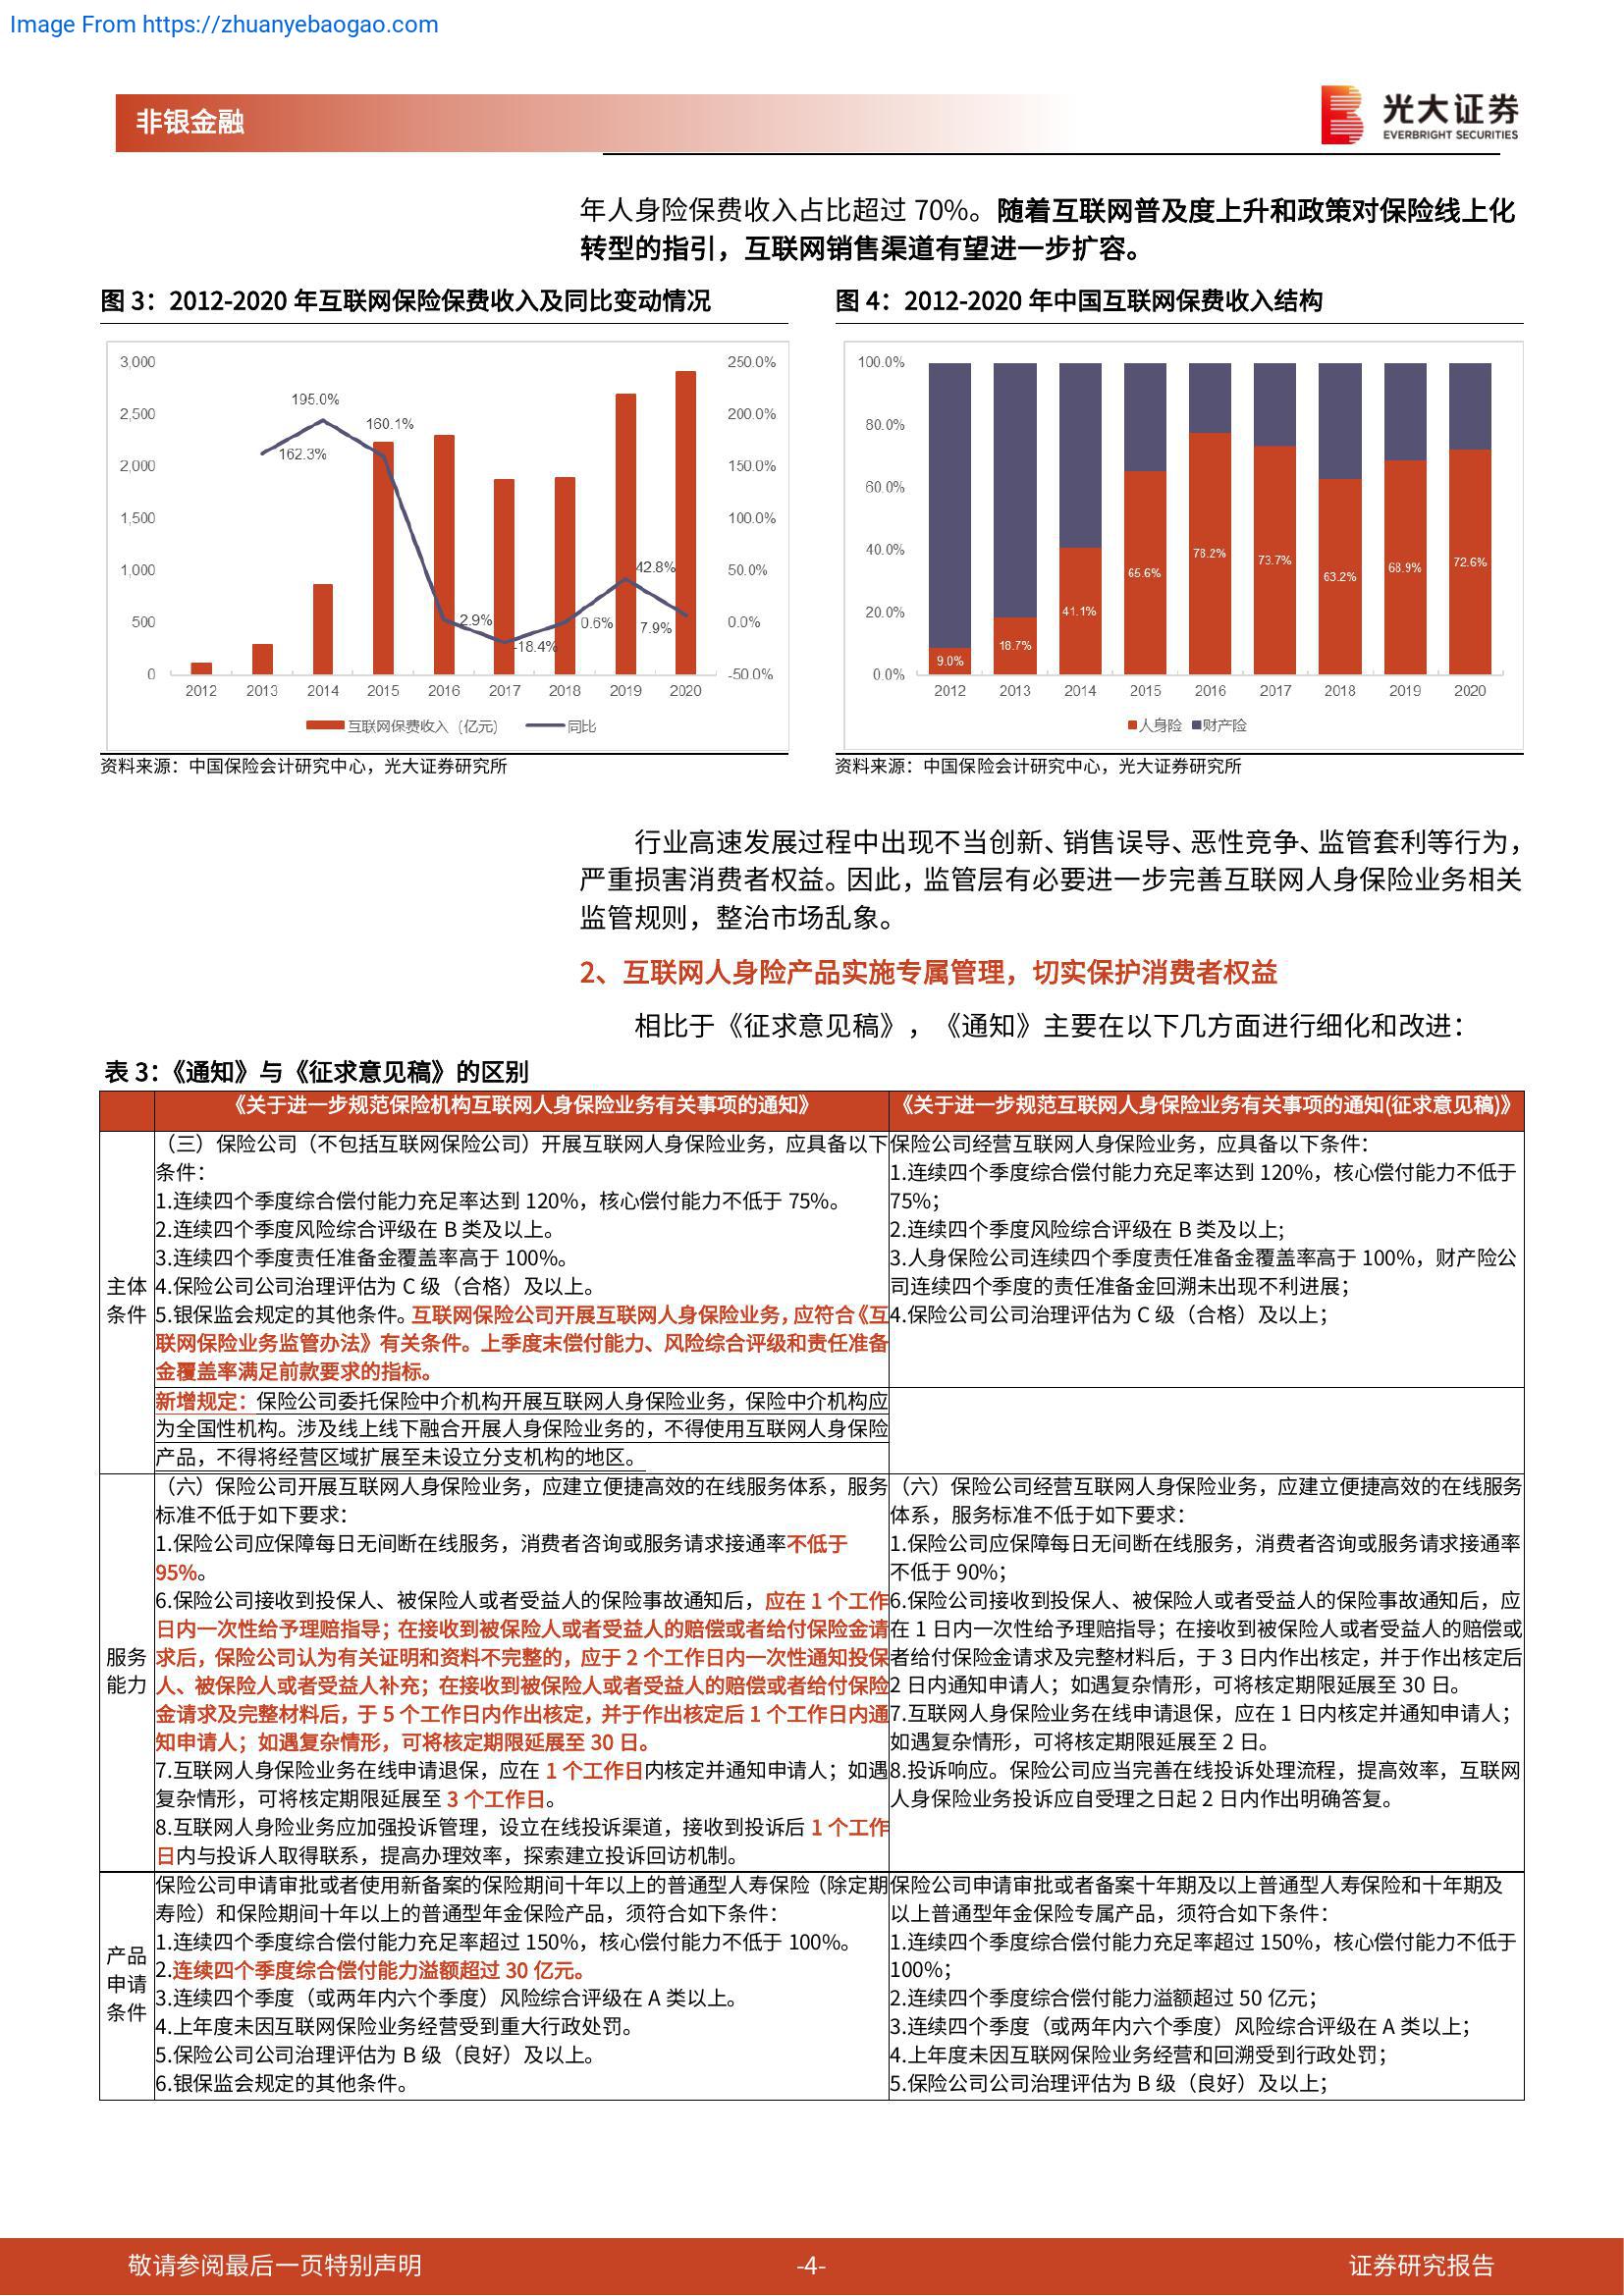 Image From https://zhuanyebaogao.com
非银金融
光大证券
EVERBRIGHT SECURITIES
年人身险保费收入占比超过 70%。随着互联网普及度上升和政策对保险线上化
转型的指引，互联网销售渠道有望进一步扩容。
图 3：2012-2020 年互联网保险保费收入及同比变动情况
3,000
2,500
2,000
1,500
1,000
500
0
250.0%
200.0%
150.0%
100.0%
50.0%
0.0%
-50.0%
162.3%
195.0%
160.1%
2.9%
-18.4%
0.6%
42.8%
7.9%
2012 2013 2014 2015 2016 2017 2018 2019 2020
互联网保费收入（亿元） 同比
资料来源：中国保险会计研究中心，光大证券研究所
图 4：2012-2020 年中国互联网保费收入结构
100.0%
80.0%
60.0%
40.0%
20.0%
0.0%
9.0%
18.7%
41.1%
65.6%
78.2%
73.7%
63.2%
68.9%
72.6%
2012 2013 2014 2015 2016 2017 2018 2019 2020
人身险 财产险
资料来源：中国保险会计研究中心，光大证券研究所
行业高速发展过程中出现不当创新、销售误导、恶性竞争、监管套利等行为，
严重损害消费者权益。因此，监管层有必要进一步完善互联网人身保险业务相关
监管规则，整治市场乱象。
2、互联网人身险产品实施专属管理，切实保护消费者权益
相比于《征求意见稿》，《通知》主要在以下几方面进行细化和改进：
表 3：《通知》与《征求意见稿》的区别
《关于进一步规范保险机构互联网人身保险业务有关事项的通知》
《关于进一步规范互联网人身保险业务有关事项的通知(征求意见稿)》
主体
条件
（三）保险公司（不包括互联网保险公司）开展互联网人身保险业务，应具备以下
条件：
1.连续四个季度综合偿付能力充足率达到 120%，核心偿付能力不低于 75%。
2.连续四个季度风险综合评级在 B 类及以上。
3.连续四个季度责任准备金覆盖率高于 100%。
4.保险公司公司治理评估为 C 级（合格）及以上。
5.银保监会规定的其他条件。互联网保险公司开展互联网人身保险业务，应符合《互
联网保险业务监管办法》有关条件。上季度末偿付能力、风险综合评级和责任准备
金覆盖率满足前款要求的指标。
保险公司经营互联网人身保险业务，应具备以下条件：
1.连续四个季度综合偿付能力充足率达到 120%，核心偿付能力不低于
75%；
2.连续四个季度风险综合评级在 B 类及以上;
3.人身保险公司连续四个季度责任准备金覆盖率高于 100%，财产险公
司连续四个季度的责任准备金回溯未出现不利进展；
4.保险公司公司治理评估为 C 级（合格）及以上；
新增规定：保险公司委托保险中介机构开展互联网人身保险业务，保险中介机构应
为全国性机构。涉及线上线下融合开展人身保险业务的，不得使用互联网人身保险
产品，不得将经营区域扩展至未设立分支机构的地区。
服务
能力
（六）保险公司开展互联网人身保险业务，应建立便捷高效的在线服务体系，服务
标准不低于如下要求：
1.保险公司应保障每日无间断在线服务，消费者咨询或服务请求接通率不低于
95%。
6.保险公司接收到投保人、被保险人或者受益人的保险事故通知后，应在 1 个工作
日内一次性给予理赔指导；在接收到被保险人或者受益人的赔偿或者给付保险金请
求后，保险公司认为有关证明和资料不完整的，应于 2 个工作日内一次性通知投保
人、被保险人或者受益人补充；在接收到被保险人或者受益人的赔偿或者给付保险
金请求及完整材料后，于 5 个工作日内作出核定，并于作出核定后 1 个工作日内通
知申请人；如遇复杂情形，可将核定期限延展至 30 日。
7.互联网人身保险业务在线申请退保，应在 1 个工作日内核定并通知申请人；如遇
复杂情形，可将核定期限延展至 3 个工作日。
8.互联网人身险业务应加强投诉管理，设立在线投诉渠道，接收到投诉后 1 个工作
日内与投诉人取得联系，提高办理效率，探索建立投诉回访机制。
（六）保险公司经营互联网人身保险业务，应建立便捷高效的在线服务
体系，服务标准不低于如下要求：
1.保险公司应保障每日无间断在线服务，消费者咨询或服务请求接通率
不低于 90%；
6.保险公司接收到投保人、被保险人或者受益人的保险事故通知后，应
在 1 日内一次性给予理赔指导；在接收到被保险人或者受益人的赔偿或
者给付保险金请求及完整材料后，于 3 日内作出核定，并于作出核定后
2 日内通知申请人；如遇复杂情形，可将核定期限延展至 30 日。
7.互联网人身保险业务在线申请退保，应在 1 日内核定并通知申请人；
如遇复杂情形，可将核定期限延展至 2 日。
8.投诉响应。保险公司应当完善在线投诉处理流程，提高效率，互联网
人身保险业务投诉应自受理之日起 2 日内作出明确答复。
产品
申请
条件
保险公司申请审批或者使用新备案的保险期间十年以上的普通型人寿保险（除定期
寿险）和保险期间十年以上的普通型年金保险产品，须符合如下条件：
1.连续四个季度综合偿付能力充足率超过 150%，核心偿付能力不低于 100%。
2.连续四个季度综合偿付能力溢额超过 30 亿元。
3.连续四个季度（或两年内六个季度）风险综合评级在 A 类以上。
4.上年度未因互联网保险业务经营受到重大行政处罚。
5.保险公司公司治理评估为 B 级（良好）及以上。
6.银保监会规定的其他条件。
保险公司申请审批或者备案十年期及以上普通型人寿保险和十年期及
以上普通型年金保险专属产品，须符合如下条件：
1.连续四个季度综合偿付能力充足率超过 150%，核心偿付能力不低于
100%；
2.连续四个季度综合偿付能力溢额超过 50 亿元；
3.连续四个季度（或两年内六个季度）风险综合评级在 A 类以上；
4.上年度未因互联网保险业务经营和回溯受到行政处罚；
5.保险公司公司治理评估为 B 级（良好）及以上；
敬请参阅最后一页特别声明
-4-
证券研究报告